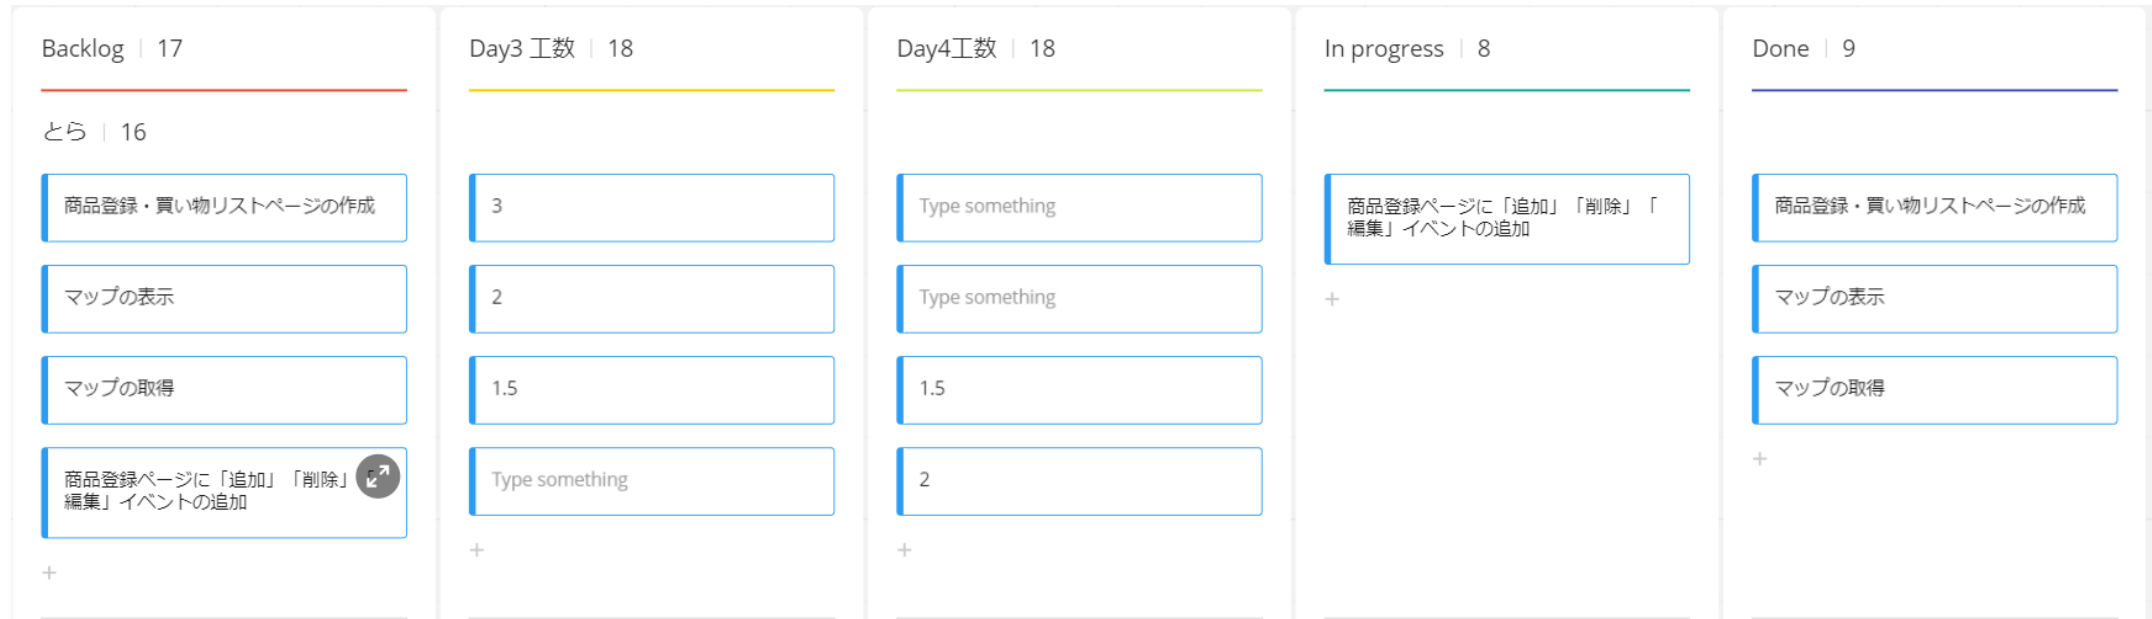 Backlog | 17
Day3 工数 | 18
Day4工数 | 18
In progress | 8
Done | 9
とら | 16
商品登録・買い物リストページの作成
3
Type something
商品登録ページに「追加」「削除」「
編集」イベントの追加
商品登録・買い物リストページの作成
マップの表示
2
Type something
マップの表示
マップの取得
1.5
1.5
マップの取得
商品登録ページに「追加」「削除」「
編集」イベントの追加
Type something
2